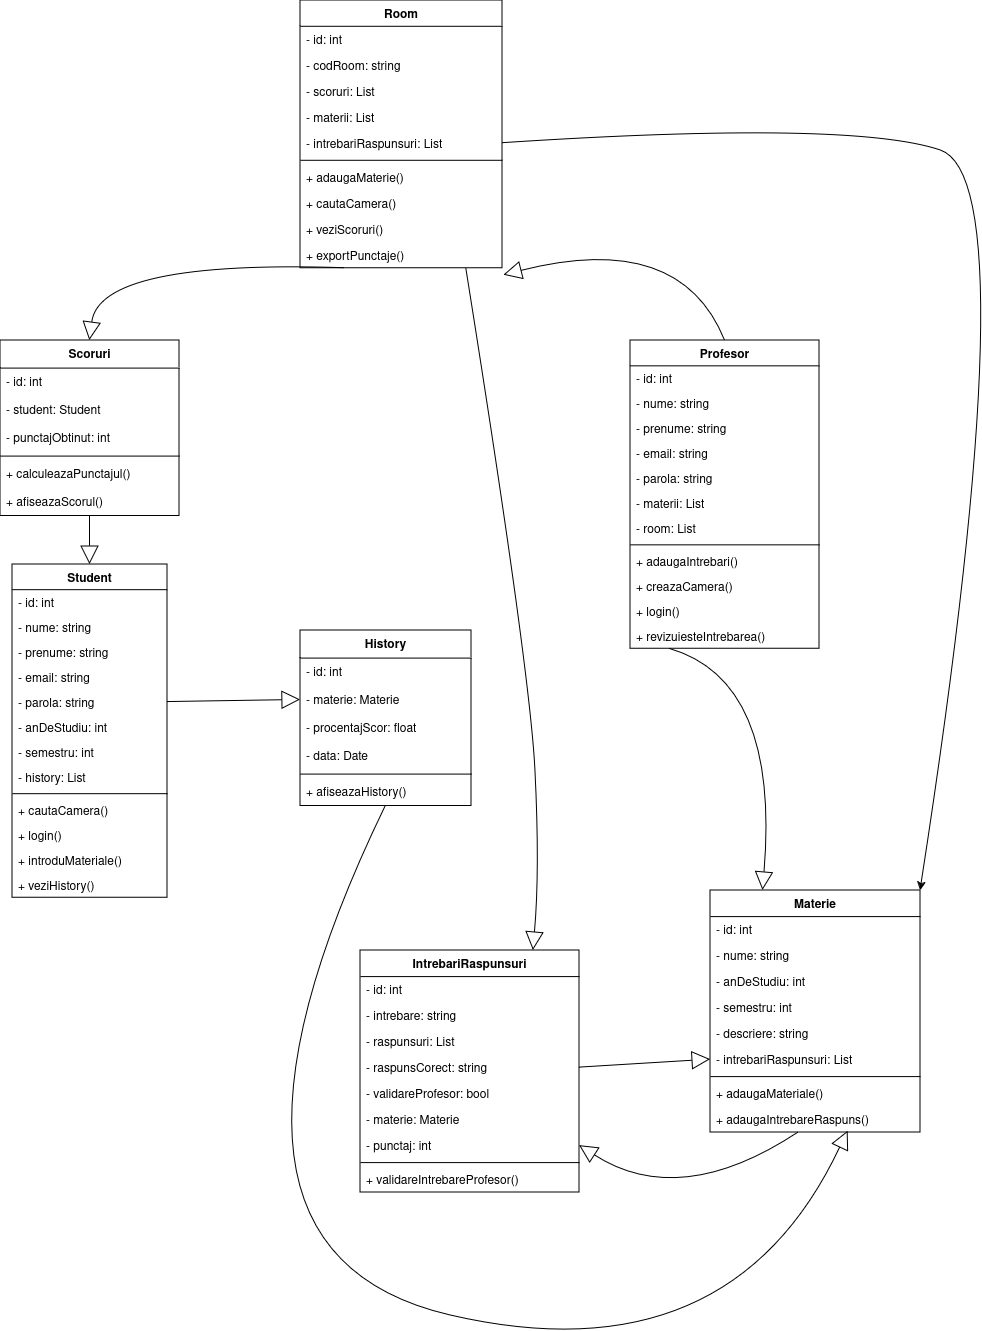 Room
- id: int
- codRoom: string
- scoruri: List
- materii: List
- intrebariRaspunsuri: List
+ adaugaMaterie()
+ cautaCamera()
+ veziScoruri()
+ exportPunctaje()
Scoruri
- id: int
- student: Student
- punctajObtinut: int
+ calculeazaPunctajul()
+ afiseazaScorul()
Profesor
- id: int
- nume: string
- prenume: string
- email: string
- parola: string
- materii: List
- room: List
+ adaugaIntrebari()
+ creazaCamera()
+ login()
+ revizuiesteIntrebarea()
Student
- id: int
- nume: string
- prenume: string
- email: string
- parola: string
- anDeStudiu: int
- semestru: int
- history: List
+ cautaCamera()
+ login()
+ introduMateriale()
+ veziHistory()
History
- id: int
- materie: Materie
- procentajScor: float
- data: Date
+ afiseazaHistory()
IntrebariRaspunsuri
- id: int
- intrebare: string
- raspunsuri: List
- raspunsCorect: string
- validareProfesor: bool
- materie: Materie
- punctaj: int
+ validareIntrebareProfesor()
Materie
- id: int
- nume: string
- anDeStudiu: int
- semestru: int
- descriere: string
- intrebariRaspunsuri: List
+ adaugaMateriale()
+ adaugaIntrebareRaspuns()